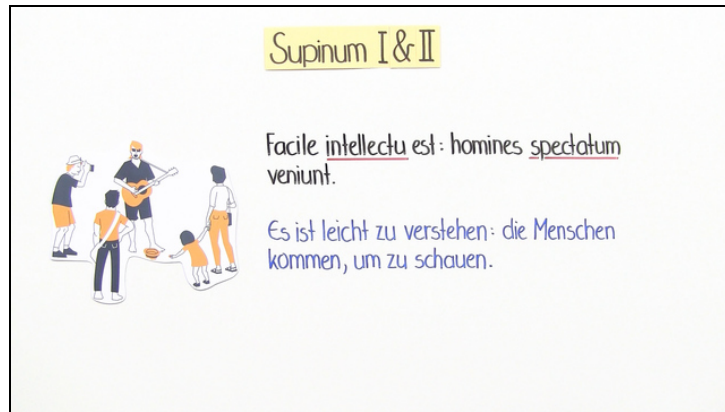 Supinum I & II
Facile intellectu est: homines spectatum
veniunt.
Es ist leicht zu verstehen: die Menschen
kommen, um zu schauen.